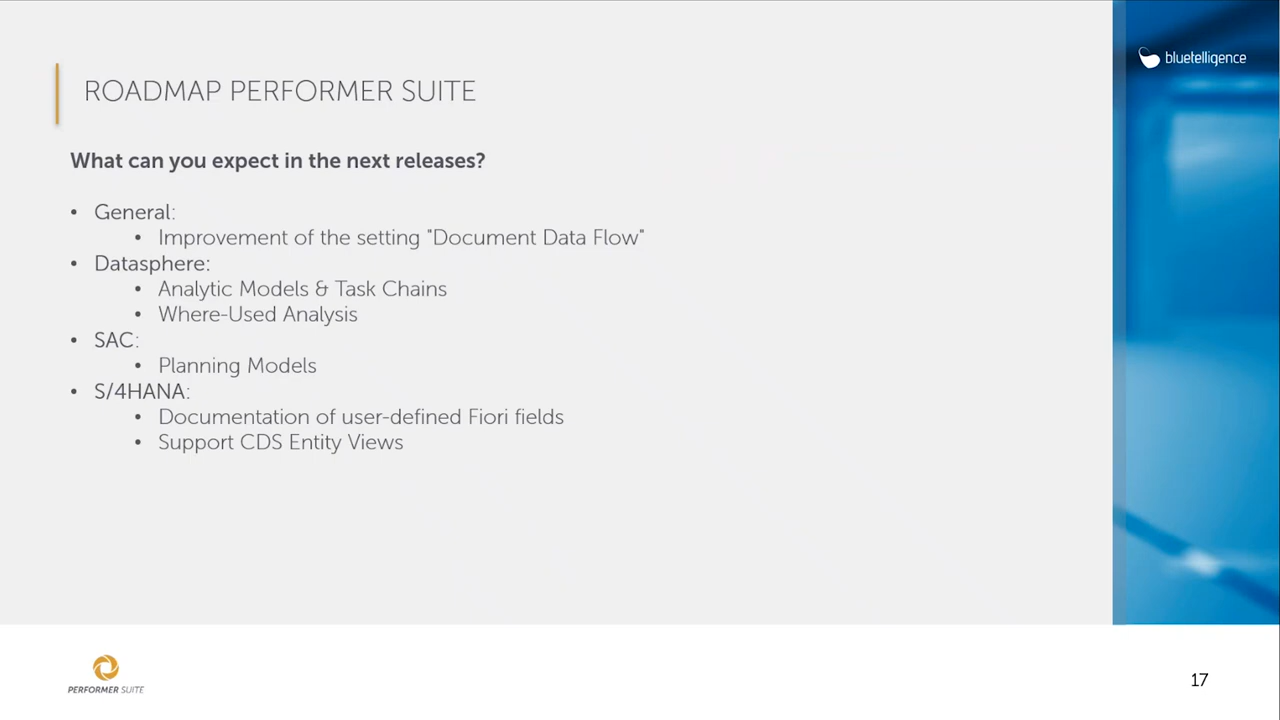 bluetelligence
ROADMAP PERFORMER SUITE
What can you expect in the next releases?
• General:
• Improvement of the setting "Document Data Flow"
• Datasphere:
• Analytic Models & Task Chains
• Where-Used Analysis
• SAC:
• Planning Models
• S/4HANA:
• Documentation of user-defined Fiori fields
• Support CDS Entity Views
PERFORMER SUITE
17